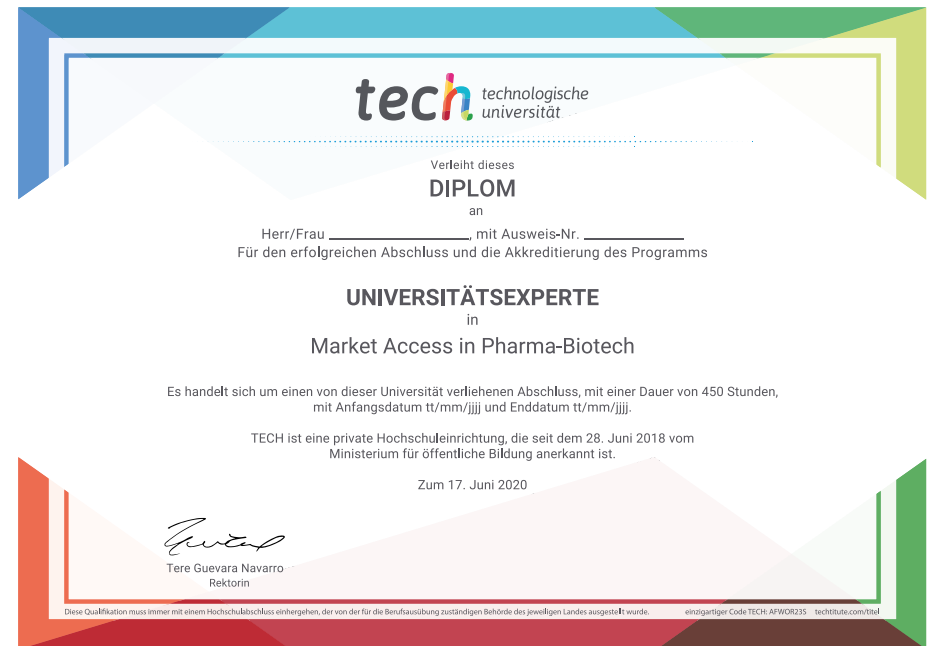 tech technologische
universität
Verleiht dieses
DIPLOM
an
Herr/Frau ____________, mit Ausweis-Nr. ____________
Für den erfolgreichen Abschluss und die Akkreditierung des Programms
UNIVERSITÄTSEXPERTE
in
Market Access in Pharma-Biotech
Es handelt sich um einen von dieser Universität verliehenen Abschluss, mit einer Dauer von 450 Stunden,
mit Anfangsdatum tt/mm/jjjj und Enddatum tt/mm/jjjj.
TECH ist eine private Hochschuleinrichtung, die seit dem 28. Juni 2018 vom
Ministerium für öffentliche Bildung anerkannt ist.
Zum 17. Juni 2020
Tere Guevara Navarro
Rektorin
Diese Qualifikation muss immer mit einem Hochschulabschluss einhergehen, der von der für die Berufsausübung zuständigen Behörde des jeweiligen Landes ausgestellt wurde. einzigartiger Code TECH: AFWOR235 techtitute.com/titel